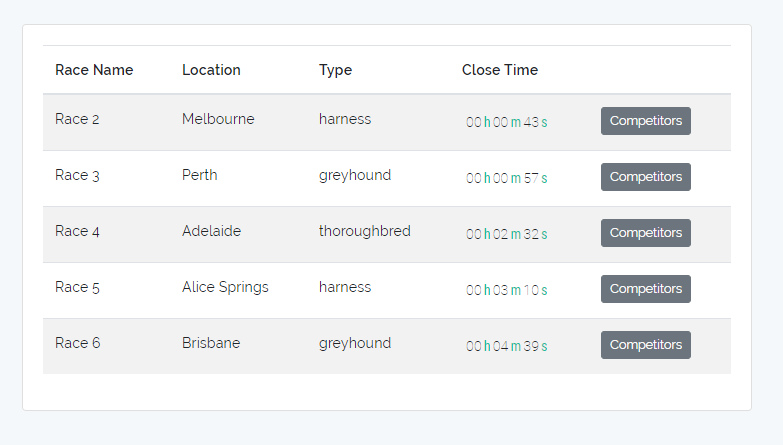 Race Name Location Type Close Time
Race 2 Melbourne harness 00 h 00 m 43 s Competitors
Race 3 Perth greyhound 00 h 00 m 57 s Competitors
Race 4 Adelaide thoroughbred 00 h 02 m 32 s Competitors
Race 5 Alice Springs harness 00 h 03 m 10 s Competitors
Race 6 Brisbane greyhound 00 h 04 m 39 s Competitors